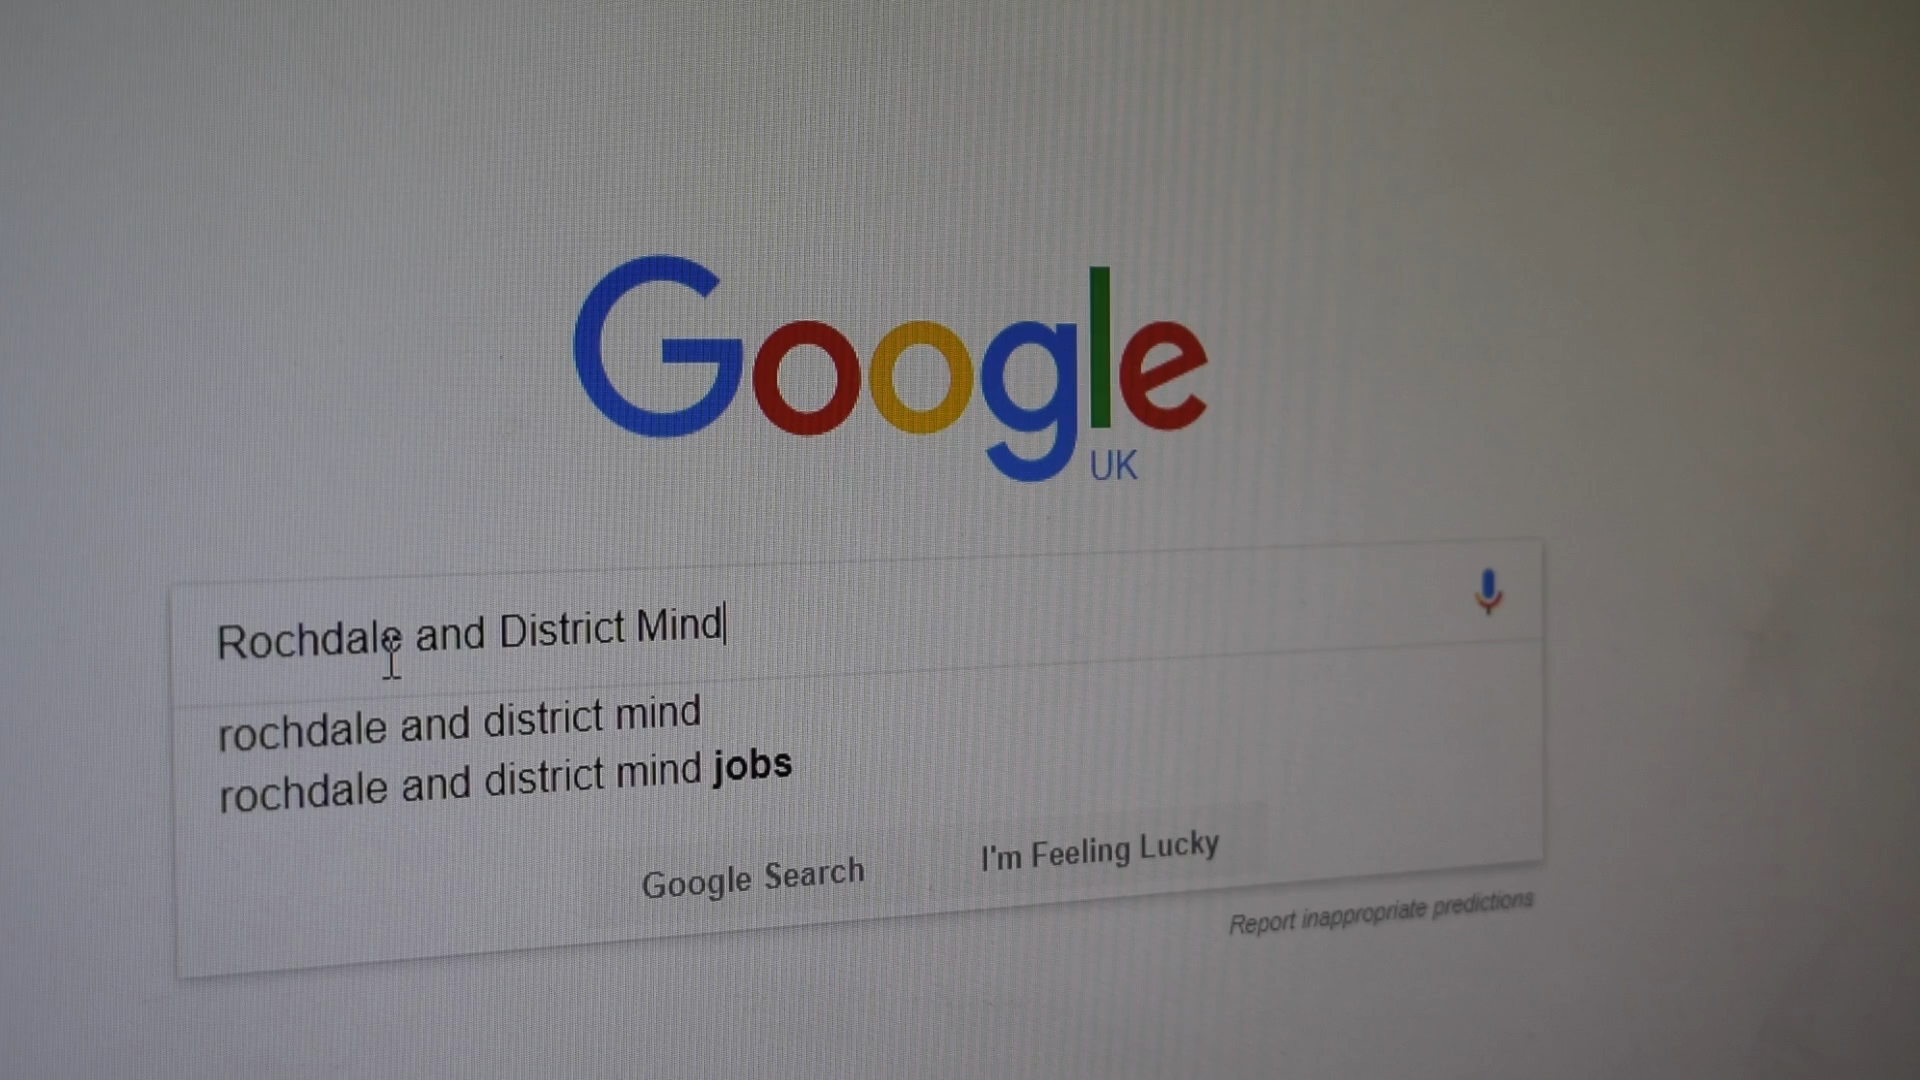 Google
UK
Rochdale and District Mind
rochdale and district mind
rochdale and district mind jobs
Google Search
I'm Feeling Lucky
Report inappropriate predictions